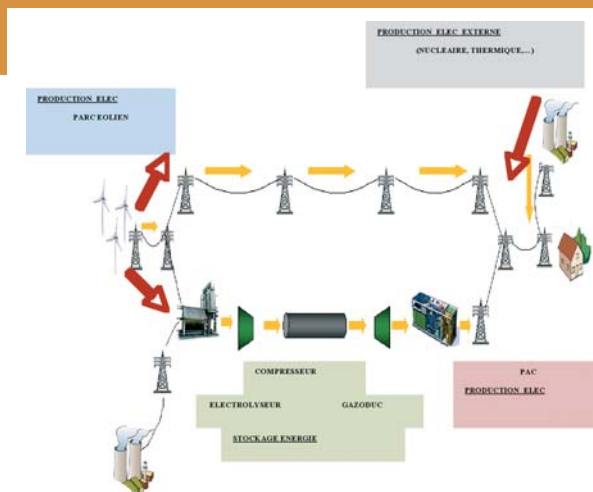 PRODUCTION ELEC EXTERNE
(NUCLEAIRE, THERMIQUE,...)
PRODUCTION ELEC
PARC EOLIEN
COMPRESSEUR
ELECTROLYSEUR GAZODUC
STOCKAGE ENERGIE
PAC
PRODUCTION ELEC